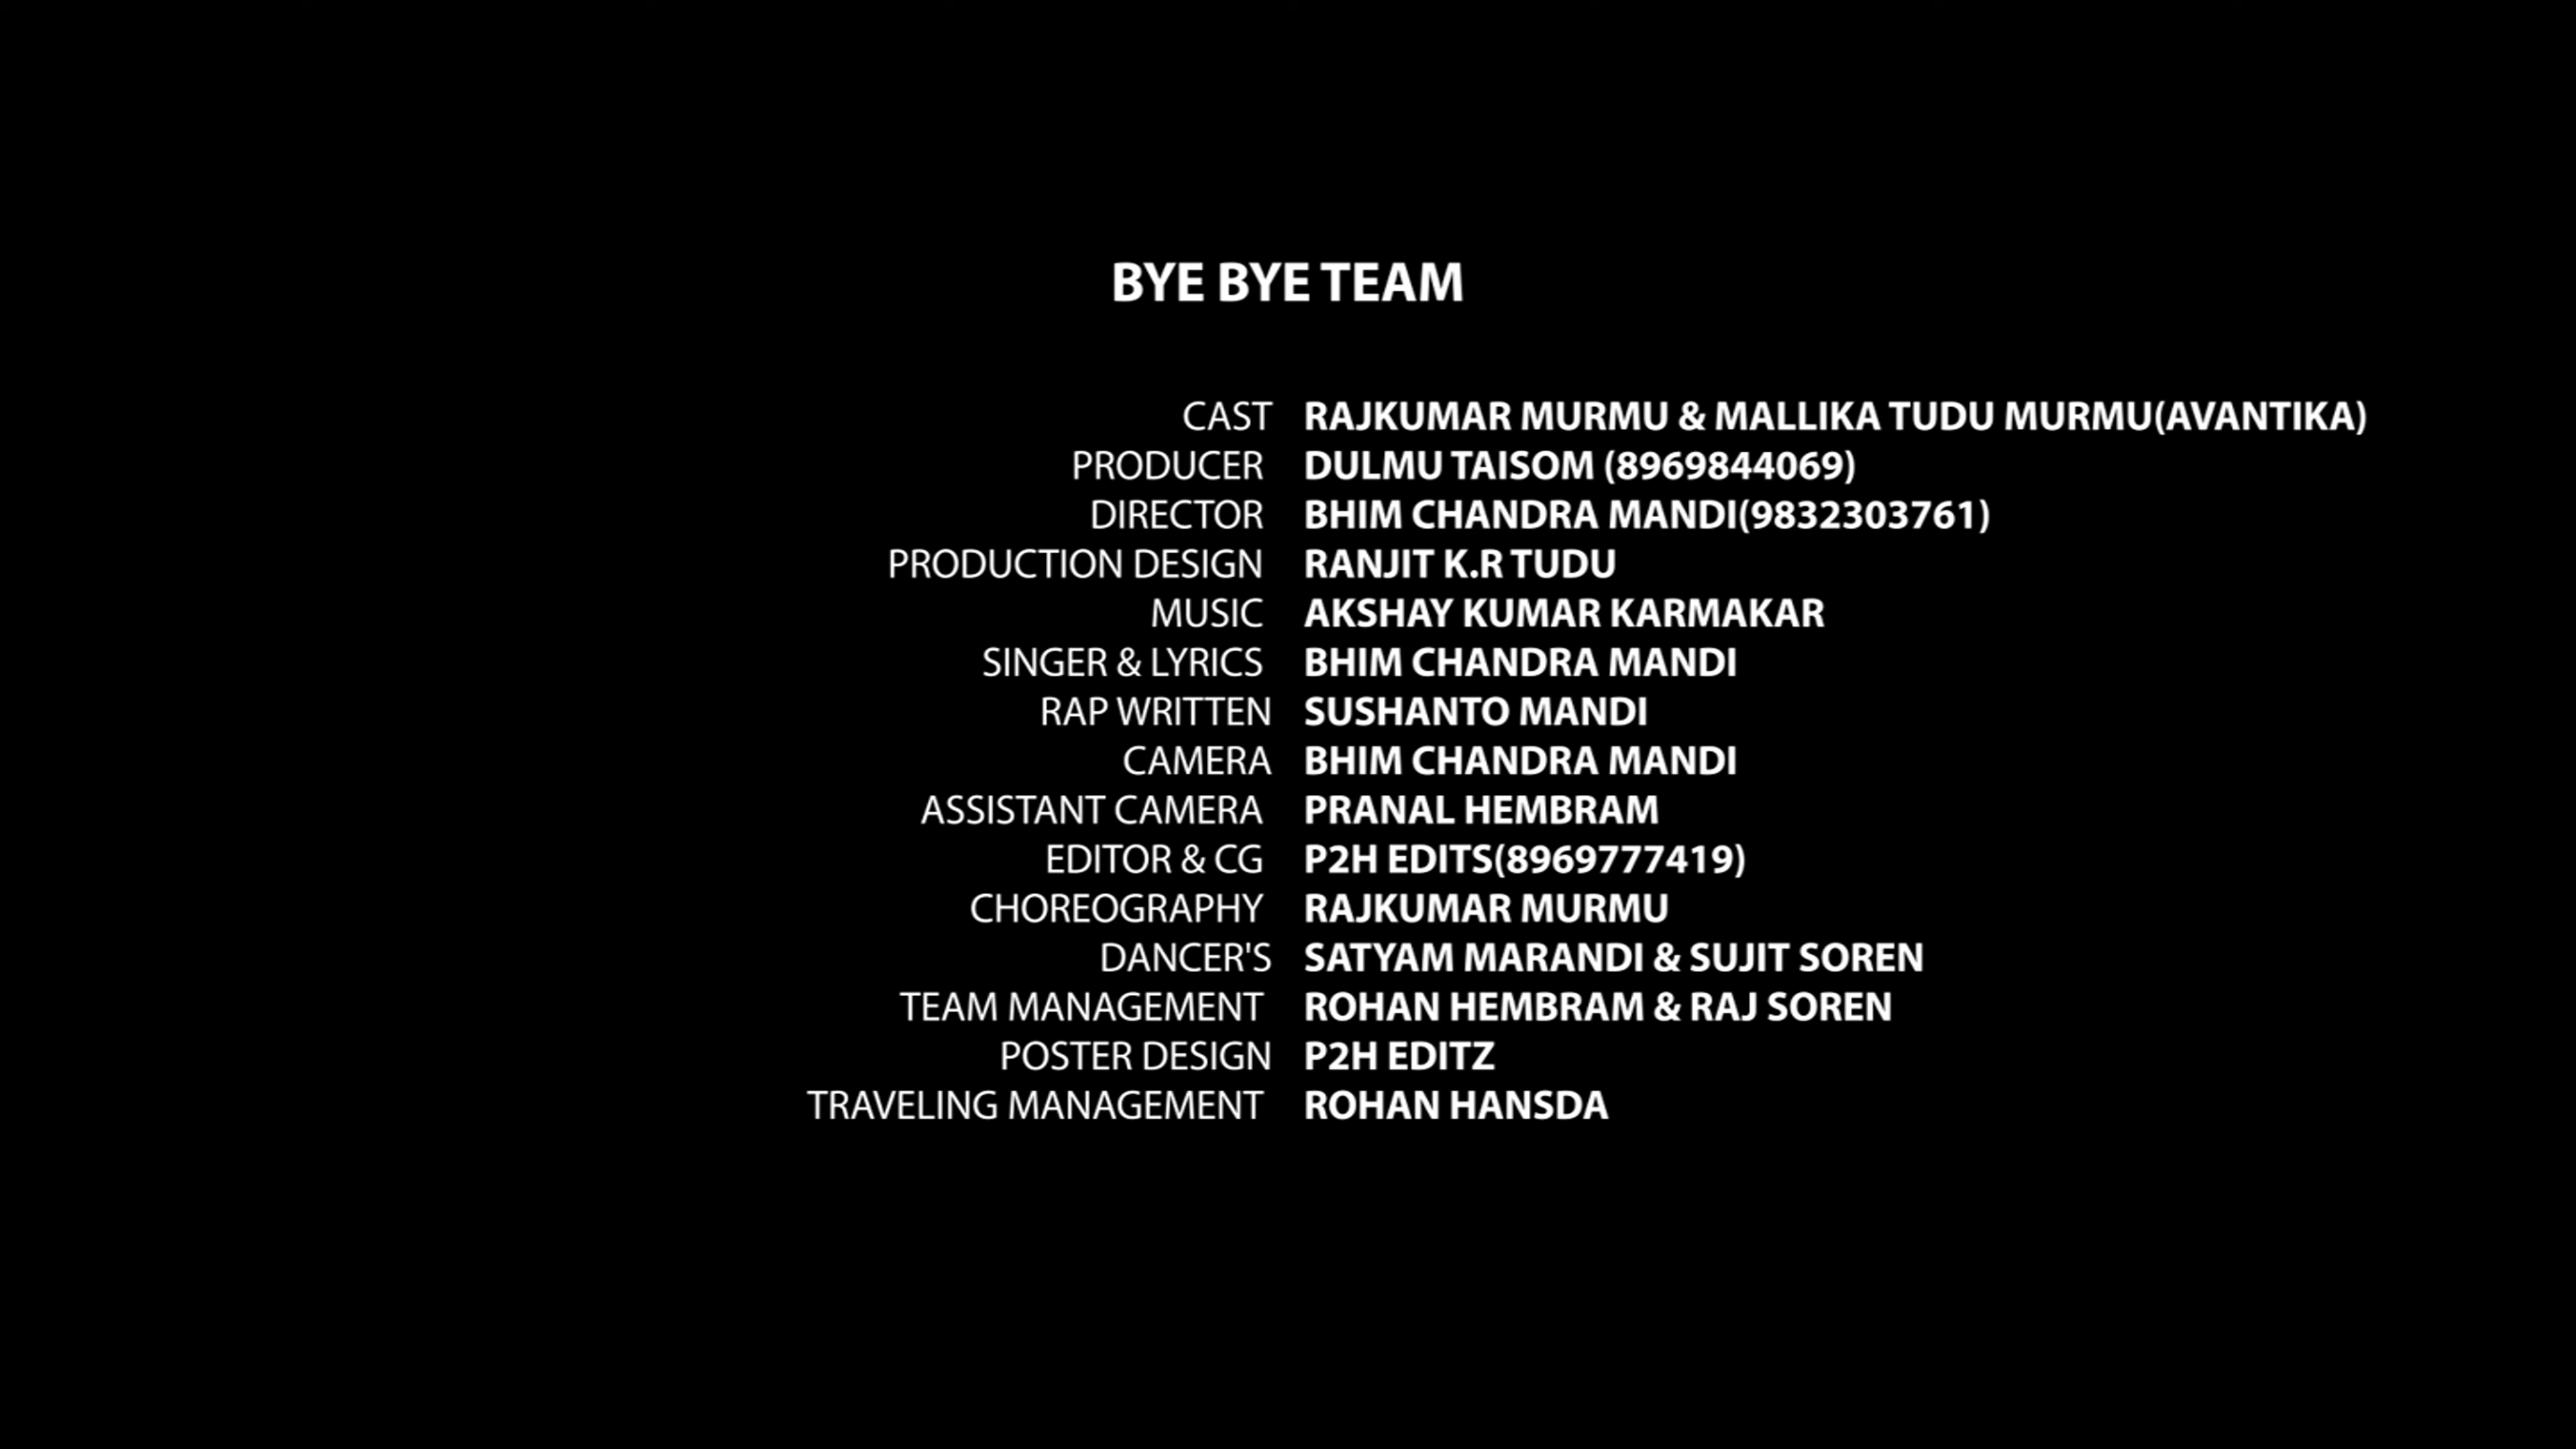 BYE BYE TEAM
CAST RAJKUMAR MURMU & MALLIKA TUDU MURMU(AVANTIKA)
PRODUCER DULMU TAISOM (8969844069)
DIRECTOR BHIM CHANDRA MANDI(9832303761)
PRODUCTION DESIGN RANJIT K.R TUDU
MUSIC AKSHAY KUMAR KARMAKAR
SINGER & LYRICS BHIM CHANDRA MANDI
RAP WRITTEN SUSHANTO MANDI
CAMERA BHIM CHANDRA MANDI
ASSISTANT CAMERA PRANAL HEMBRAM
EDITOR & CG P2H EDITS(8969777419)
CHOREOGRAPHY RAJKUMAR MURMU
DANCER'S SATYAM MARANDI & SUJIT SOREN
TEAM MANAGEMENT ROHAN HEMBRAM & RAJ SOREN
POSTER DESIGN P2H EDITZ
TRAVELING MANAGEMENT ROHAN HANSDA